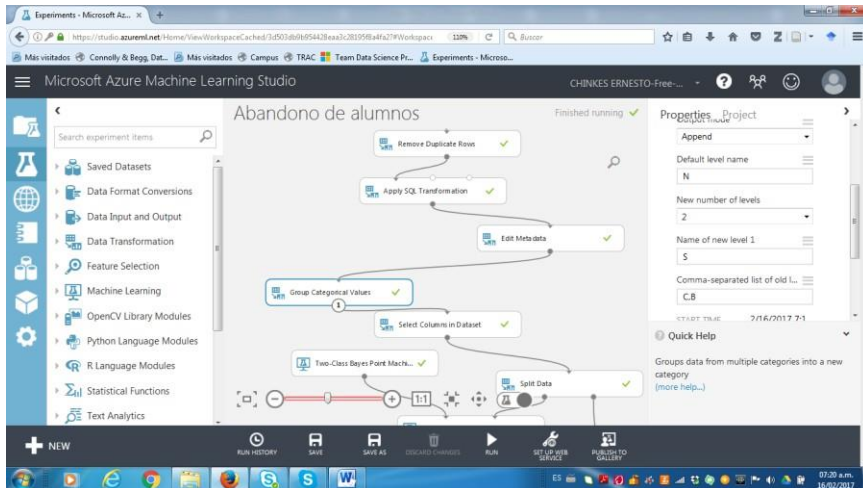 Experiments - Microsoft Az...
https://studio.azureml.net/Home/ViewWorkspaceCached/
110%
Buscar
Más visitados Connolly & Begg, Dat... Más visitados Campus TRAC Team Data Science Pr... Experiments - Microso...
Microsoft Azure Machine Learning Studio
CHINKES ERNESTO-Free-...
Search experiment items
Saved Datasets
Data Format Conversions
Data Input and Output
Data Transformation
Feature Selection
Machine Learning
OpenCV Library Modules
Python Language Modules
R Language Modules
Statistical Functions
Text Analytics
Abandono de alumnos
Finished running
Remove Duplicate Rows
Apply SQL Transformation
Edit Metadata
Group Categorical Values
1
Select Columns in Dataset
Two-Class Bayes Point Machi...
Split Data
1:1
Properties Project
Output mode
Append
Default level name
N
New number of levels
2
Name of new level 1
S
Comma-separated list of old l...
C,B
START TIME 2/16/2017 7:1
Quick Help
Groups data from multiple categories into a new
category
(more help...)
NEW
RUN HISTORY
SAVE
SAVE AS
DISCARD CHANGES
RUN
SET UP WEB
SERVICE
PUBLISH TO
GALLERY
ES
07:20 a.m.
16/02/2017